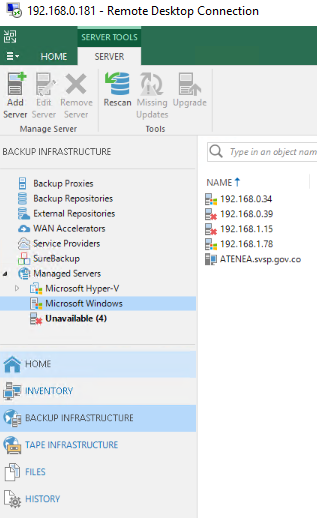 192.168.0.181 - Remote Desktop Connection
SERVER TOOLS
HOME SERVER
Add Server Edit Server Remove Server Rescan Missing Updates Upgrade
Manage Server Tools
BACKUP INFRASTRUCTURE
Type in an object nam
Backup Proxies
Backup Repositories
External Repositories
WAN Accelerators
Service Providers
SureBackup
Managed Servers
Microsoft Hyper-V
Microsoft Windows
Unavailable (4)
NAME
192.168.0.34
192.168.0.39
192.168.1.15
192.168.1.78
ATENEA.svsp.gov.co
HOME
INVENTORY
BACKUP INFRASTRUCTURE
TAPE INFRASTRUCTURE
FILES
HISTORY